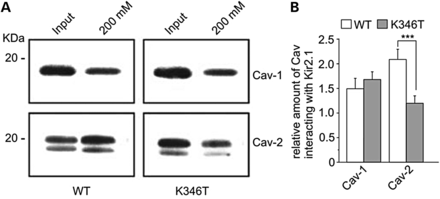 A
KDa
Input
200 mM
Input
200 mM
20
Cav-1
20
Cav-2
WT
K346T
B
WT
K346T
***
relative amount of Cav
interacting with Kir2.1
2.5
2.0
1.5
1.0
0.5
0
Cav-1
Cav-2